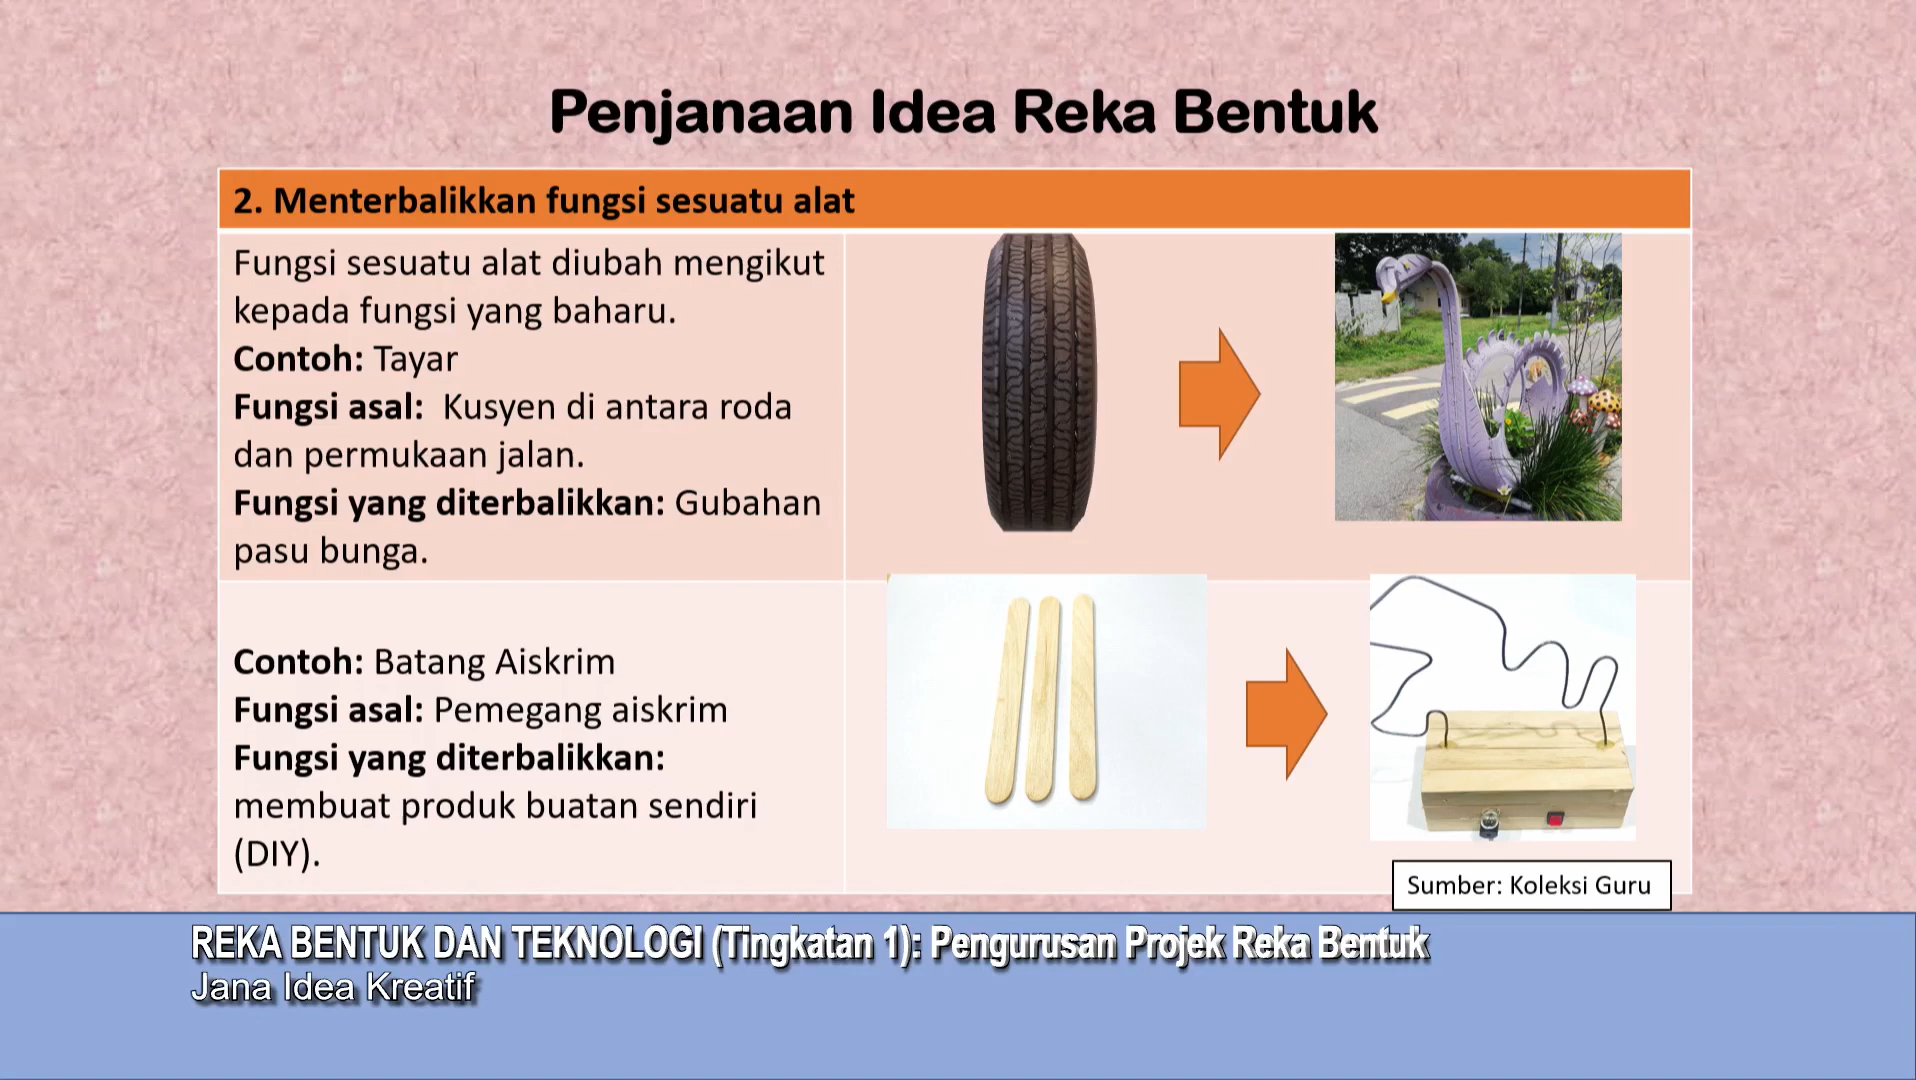 Penjanaan Idea Reka Bentuk
2. Menterbalikkan fungsi sesuatu alat
Fungsi sesuatu alat diubah mengikut
kepada fungsi yang baharu.
Contoh: Tayar
Fungsi asal: Kusyen di antara roda
dan permukaan jalan.
Fungsi yang diterbalikkan: Gubahan
pasu bunga.
Contoh: Batang Aiskrim
Fungsi asal: Pemegang aiskrim
Fungsi yang diterbalikkan:
membuat produk buatan sendiri
(DIY).
Sumber: Koleksi Guru
REKA BENTUK DAN TEKNOLOGI (Tingkatan 1): Pengurusan Projek Reka Bentuk
Jana Idea Kreatif